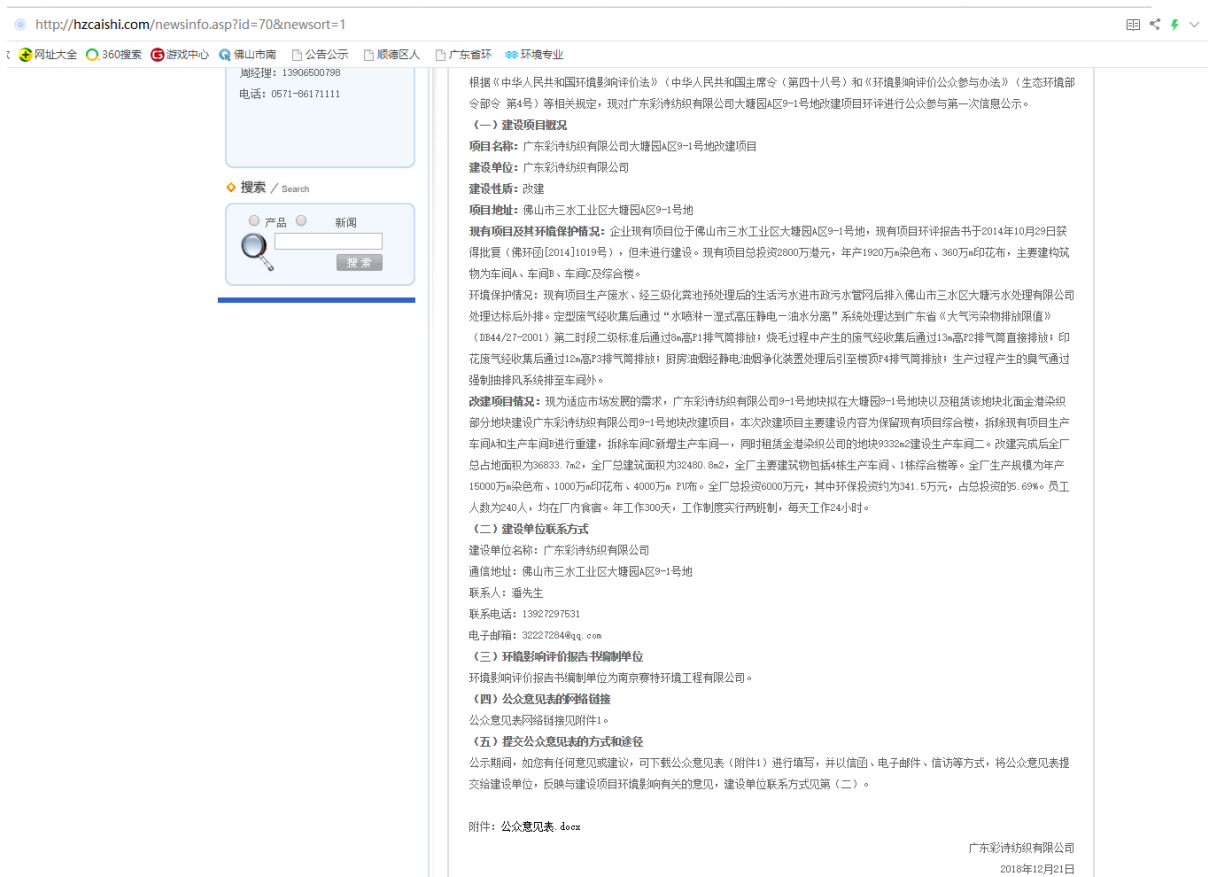 http://hzcaishi.com/newsinfo.asp?id=70&newsort=1
网址大全 360搜索 游戏中心 佛山市南 公告公示 顺德区人 广东省环 环境专业
周经理：13906500798
电话：0571-86171111
搜索 / Search
产品 新闻
搜 索
根据《中华人民共和国环境影响评价法》（中华人民共和国主席令（第四十八号）和《环境影响评价公众参与办法》（生态环境部
令部令 第4号）等相关规定，现对广东彩诗纺织有限公司大塘园A区9-1号地改建项目环评进行公众参与第一次信息公示。
（一）建设项目概况
项目名称：广东彩诗纺织有限公司大塘园A区9-1号地改建项目
建设单位：广东彩诗纺织有限公司
建设性质：改建
项目地址：佛山市三水工业区大塘园A区9-1号地
现有项目及其环境保护情况：企业现有项目位于佛山市三水工业区大塘园A区9-1号地，现有项目环评报告书于2014年10月29日获
得批复（佛环函[2014]1019号），但未进行建设。现有项目总投资2800万港元，年产1920万m染色布、360万m印花布，主要建构筑
物为车间A、车间B、车间C及综合楼。
环境保护情况：现有项目生产废水、经三级化粪池预处理后的生活污水进市政污水管网后排入佛山市三水区大塘污水处理有限公司
处理达标后外排。定型废气经收集后通过“水喷淋－湿式高压静电－油水分离”系统处理达到广东省《大气污染物排放限值》
（DB44/27-2001）第二时段二级标准后通过8m高P1排气筒排放；烧毛过程中产生的废气经收集后通过13m高P2排气筒直接排放；印
花废气经收集后通过12m高P3排气筒排放；厨房油烟经静电油烟净化装置处理后引至楼顶P4排气筒排放；生产过程产生的臭气通过
强制抽排风系统排至车间外。
改建项目情况：现为适应市场发展的需求，广东彩诗纺织有限公司9-1号地块拟在大塘园9-1号地块以及租赁该地块北面金港染织
部分地块建设广东彩诗纺织有限公司9-1号地块改建项目，本次改建项目主要建设内容为保留现有项目综合楼，拆除现有项目生产
车间A和生产车间B进行重建，拆除车间C新增生产车间一，同时租赁金港染织公司的地块9332m2建设生产车间二。改建完成后全厂
总占地面积为36833.7m2，全厂总建筑面积为32480.8m2，全厂主要建筑物包括4栋生产车间、1栋综合楼等。全厂生产规模为年产
15000万m染色布、1000万m印花布、4000万m PU布。全厂总投资6000万元，其中环保投资约为341.5万元，占总投资的5.69%。员工
人数为240人，均在厂内食宿。年工作300天，工作制度实行两班制，每天工作24小时。
（二）建设单位联系方式
建设单位名称：广东彩诗纺织有限公司
通信地址：佛山市三水工业区大塘园A区9-1号地
联系人：潘先生
联系电话：13927297531
电子邮箱：32227284@qq.com
（三）环境影响评价报告书编制单位
环境影响评价报告书编制单位为南京赛特环境工程有限公司。
（四）公众意见表的网络链接
公众意见表网络链接见附件1。
（五）提交公众意见表的方式和途径
公示期间，如您有任何意见或建议，可下载公众意见表（附件1）进行填写，并以信函、电子邮件、信访等方式，将公众意见表提
交给建设单位，反映与建设项目环境影响有关的意见，建设单位联系方式见第（二）。
附件：公众意见表.docx
广东彩诗纺织有限公司
2018年12月21日